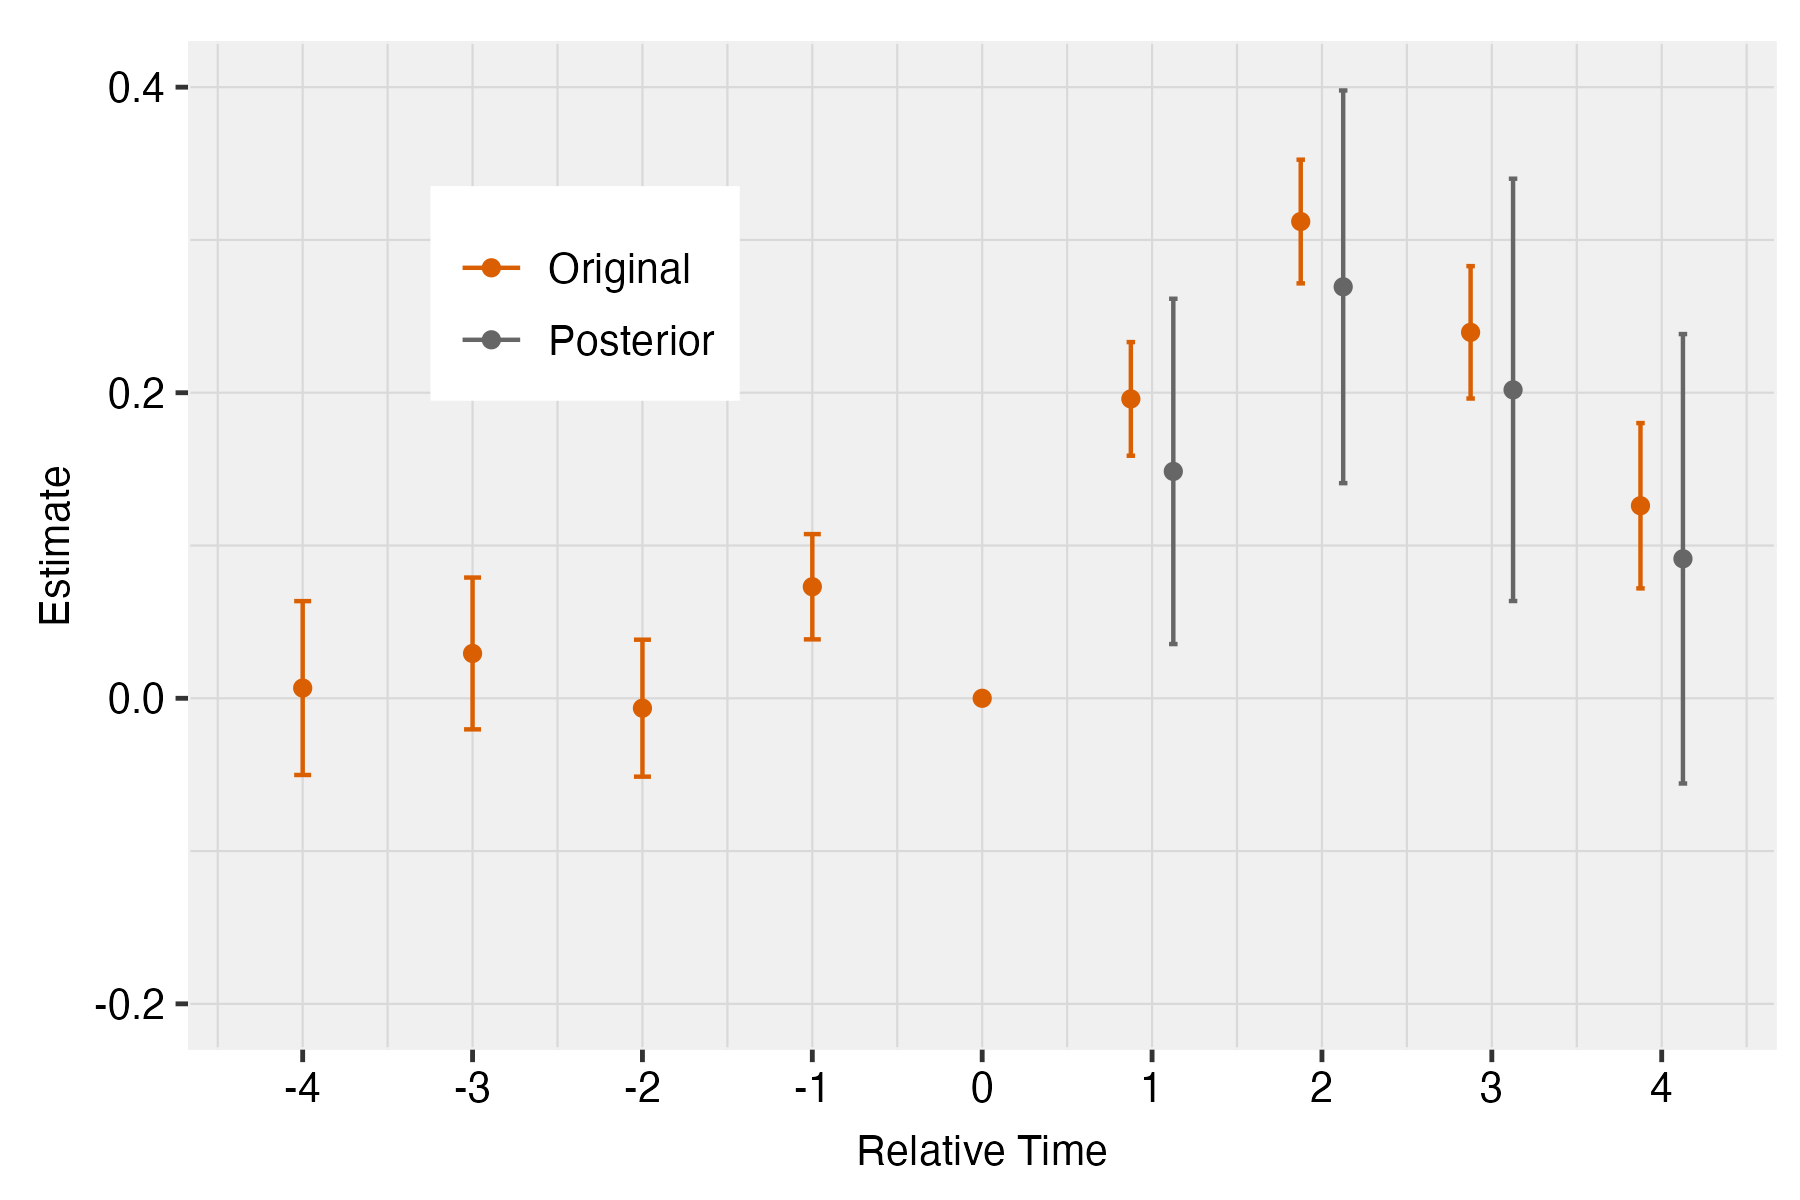 0.4
0.2
0.0
-0.2
Estimate
Original
Posterior
-4 -3 -2 -1 0 1 2 3 4
Relative Time